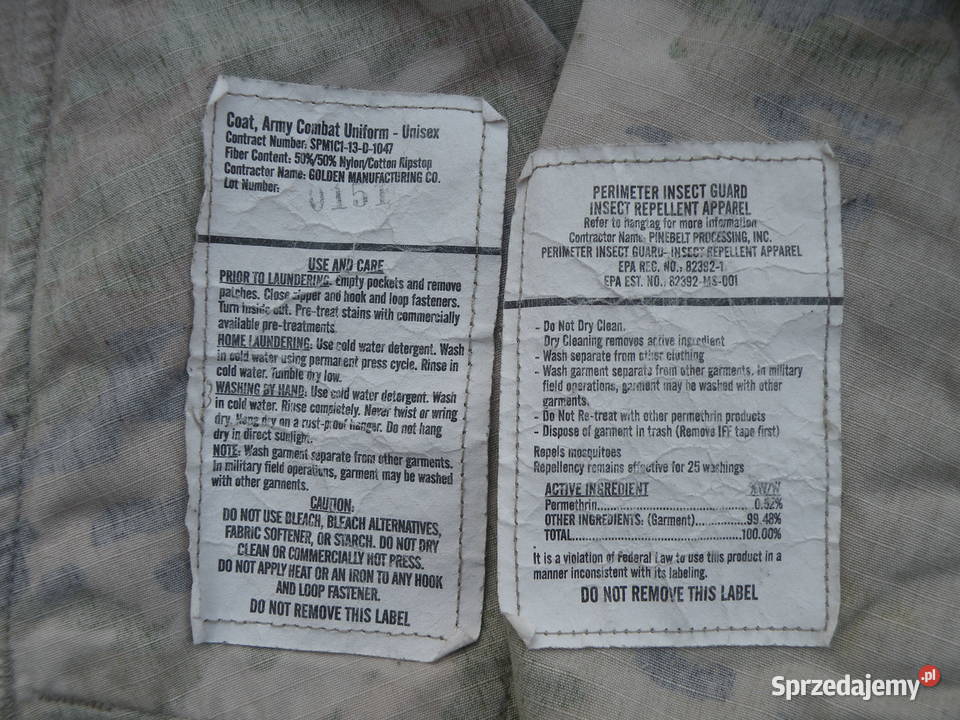 Coat, Army Combat Uniform - Unisex
Contract Number: SPM1C1-13-D-1047
Fiber Content: 50%/50% Nylon/Cotton Ripstop
Contractor Name: GOLDEN MANUFACTURING CO.
Lot Number:
0151
USE AND CARE
PRIOR TO LAUNDERING: Empty pockets and remove
patches. Close zipper and hook and loop fasteners.
Turn inside out. Pre-treat stains with commercially
available pre-treatments.
HOME LAUNDERING: Use cold water detergent. Wash
in cold water using permanent press cycle. Rinse in
cold water. Tumble dry low.
WASHING BY HAND: Use cold water detergent. Wash
in cold water. Rinse completely. Never twist or wring
dry. Hang dry on a rust-proof hanger. Do not hang
dry in direct sunlight.
NOTE: Wash garment separate from other garments.
In military field operations, garment may be washed
with other garments.
CAUTION:
DO NOT USE BLEACH, BLEACH ALTERNATIVES,
FABRIC SOFTENER, OR STARCH. DO NOT DRY
CLEAN OR COMMERCIALLY HOT PRESS.
DO NOT APPLY HEAT OR AN IRON TO ANY HOOK
AND LOOP FASTENER.
DO NOT REMOVE THIS LABEL
PERIMETER INSECT GUARD
INSECT REPELLENT APPAREL
Refer to hangtag for more information
Contractor Name: PINEBELT PROCESSING, INC.
PERIMETER INSECT GUARD- INSECT REPELLENT APPAREL
EPA REG. NO.: 82392-1
EPA EST. NO.: 82392-MS-001
- Do Not Dry Clean.
Dry Cleaning removes active ingredient
- Wash separate from other clothing
- Wash garment separate from other garments. In military
field operations, garment may be washed with other
garments.
- Do Not Re-treat with other permethrin products
- Dispose of garment in trash (Remove IFF tape first)
Repels mosquitoes
Repellency remains effective for 25 washings
ACTIVE INGREDIENT %W/W
Permethrin......................0.52%
OTHER INGREDIENTS: (Garment)......99.48%
TOTAL......................100.00%
It is a violation of Federal Law to use this product in a
manner inconsistent with its labeling.
DO NOT REMOVE THIS LABEL
Sprzedajemy.pl